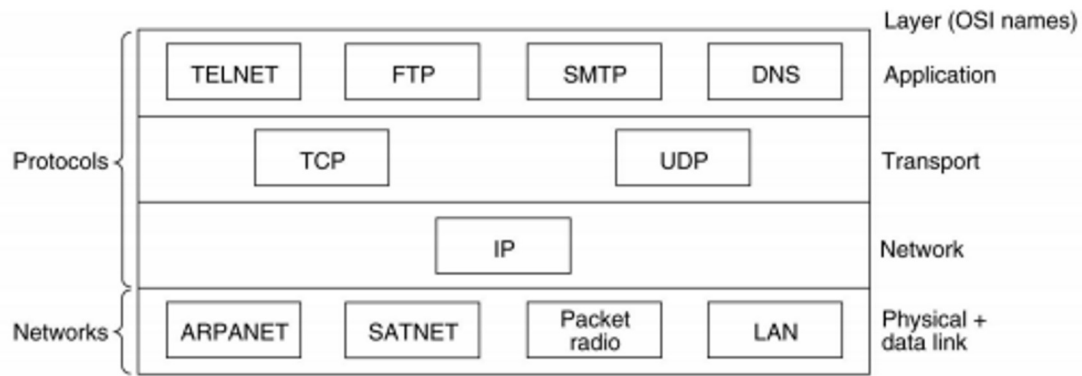 Layer (OSI names)
TELNET FTP SMTP DNS Application
Protocols TCP UDP Transport
IP Network
Networks ARPANET SATNET Packet radio LAN Physical +
data link